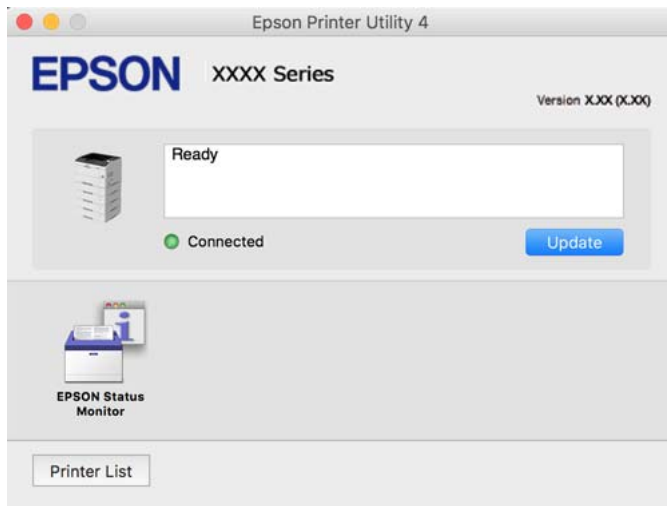 Epson Printer Utility 4
EPSON
XXXX Series
Version X.XX (X.XX)
Ready
Connected
Update
EPSON Status
Monitor
Printer List